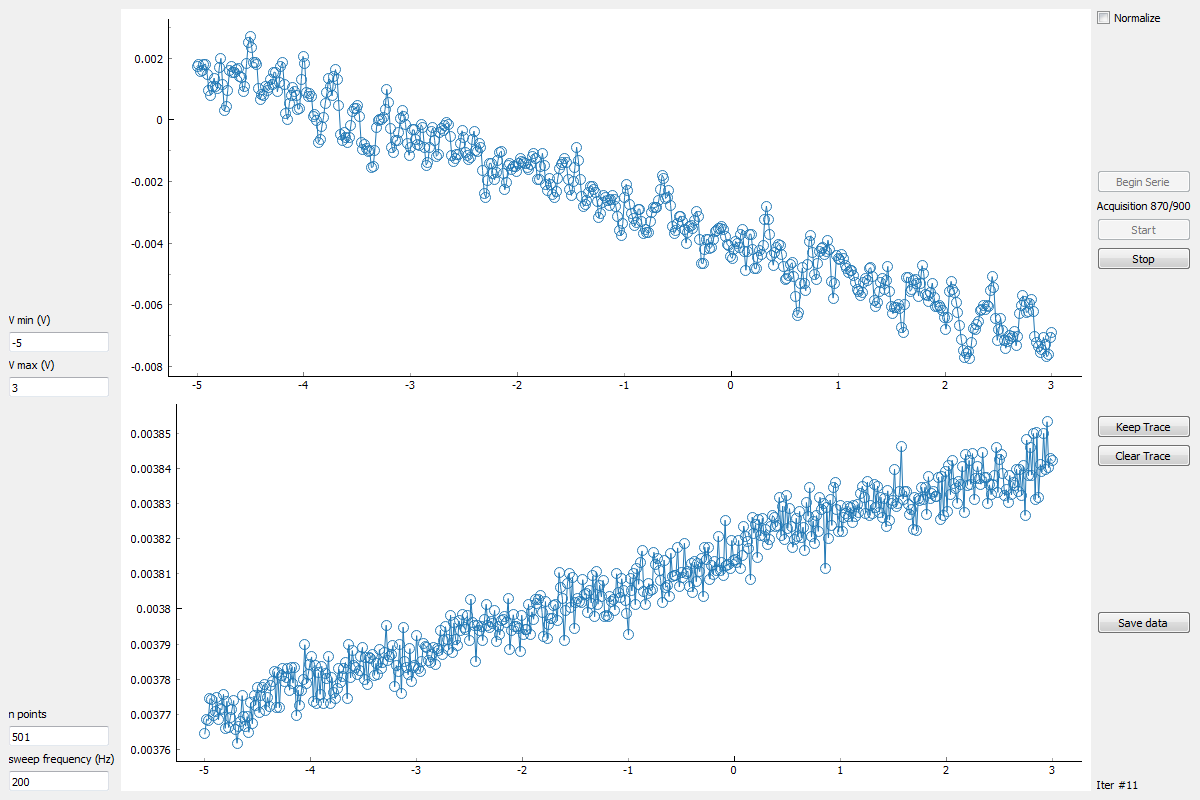 Normalize
0.002
0
-0.002
-0.004
-0.006
-0.008
-5
-4
-3
-2
-1
0
1
2
3
Begin Serie
Acquisition 870/900
Start
Stop
V min (V)
-5
V max (V)
3
0.00385
0.00384
0.00383
0.00382
0.00381
0.0038
0.00379
0.00378
0.00377
0.00376
-5
-4
-3
-2
-1
0
1
2
3
Keep Trace
Clear Trace
Save data
n points
501
sweep frequency (Hz)
200
Iter #11